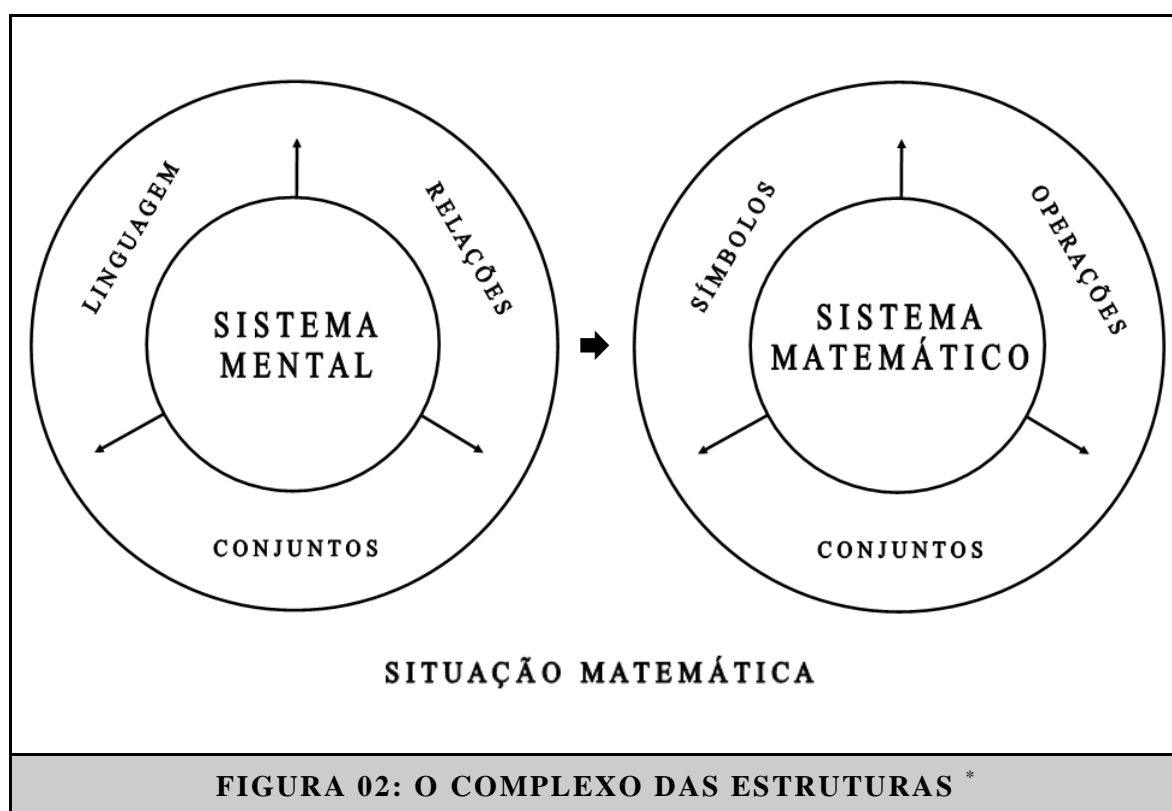 LINGUAGEM
RELAÇÕES
SISTEMA
MENTAL
CONJUNTOS
SÍMBOLOS
OPERAÇÕES
SISTEMA
MATEMÁTICO
CONJUNTOS
SITUAÇÃO MATEMÁTICA
FIGURA 02: O COMPLEXO DAS ESTRUTURAS *